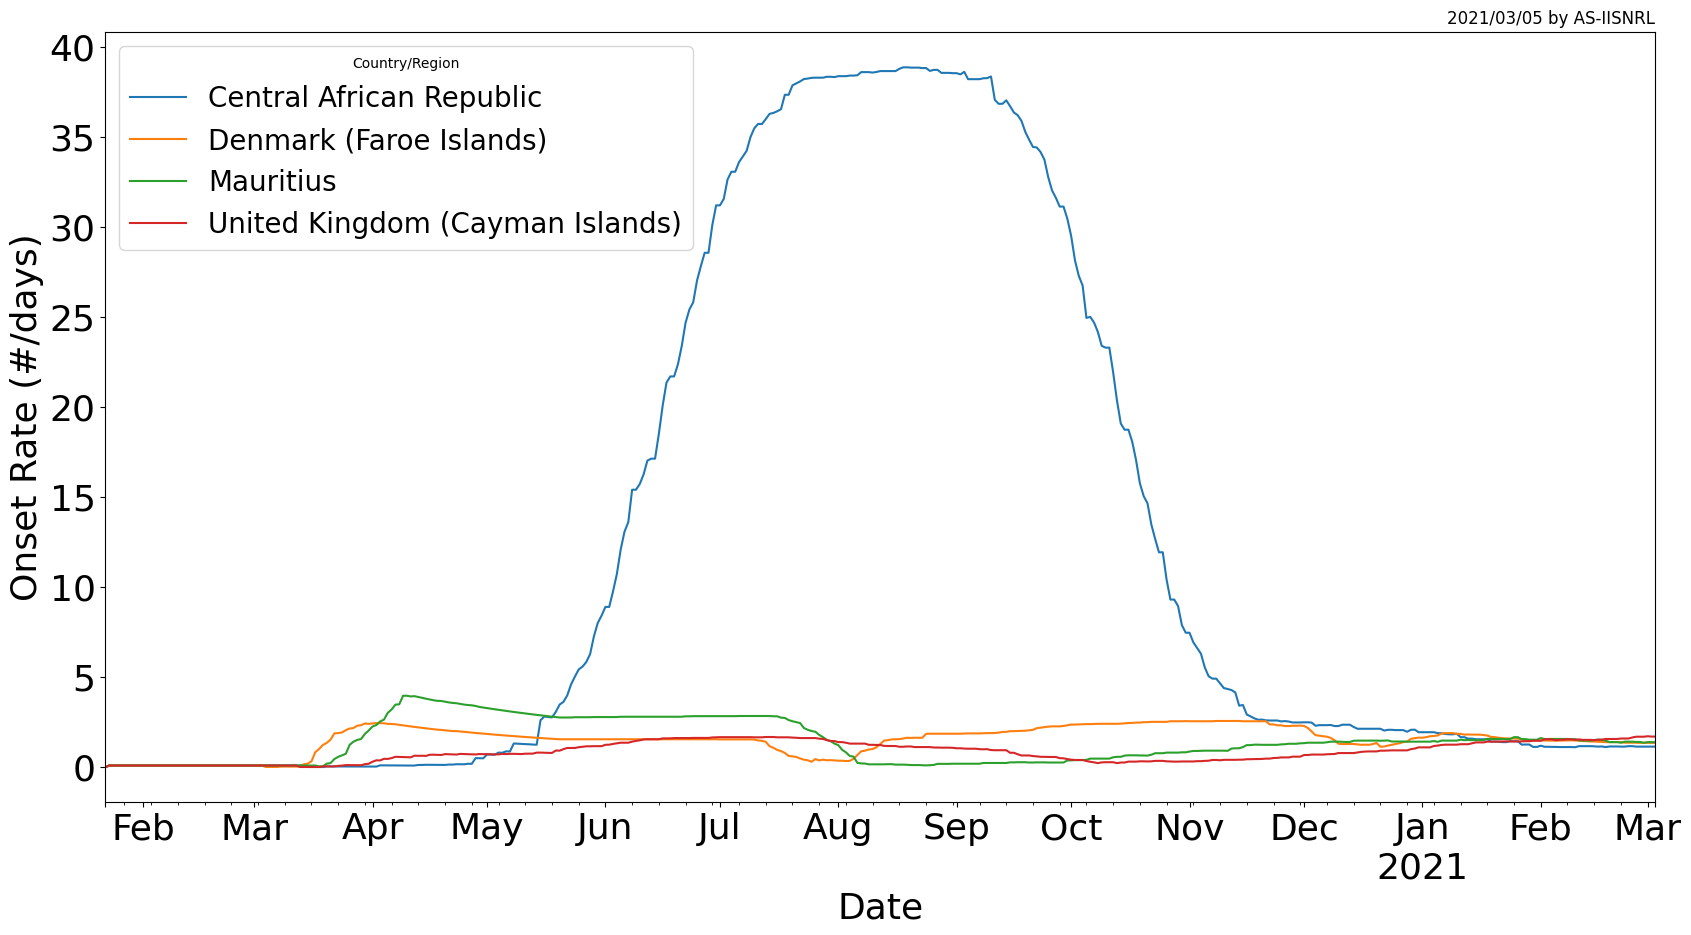 2021/03/05 by AS-IISNRL
Country/Region
Central African Republic
Denmark (Faroe Islands)
Mauritius
United Kingdom (Cayman Islands)
Onset Rate (#/days)
40
35
30
25
20
15
10
5
0
Feb Mar Apr May Jun Jul Aug Sep Oct Nov Dec Jan Feb Mar
2021
Date